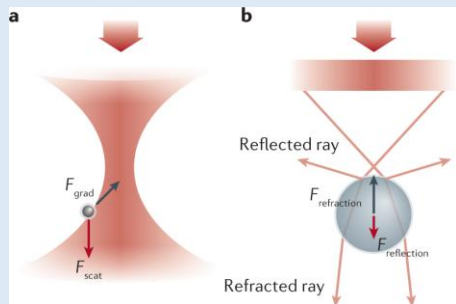 a
b
Reflected ray
F grad
F refraction
F scat
F reflection
Refracted ray